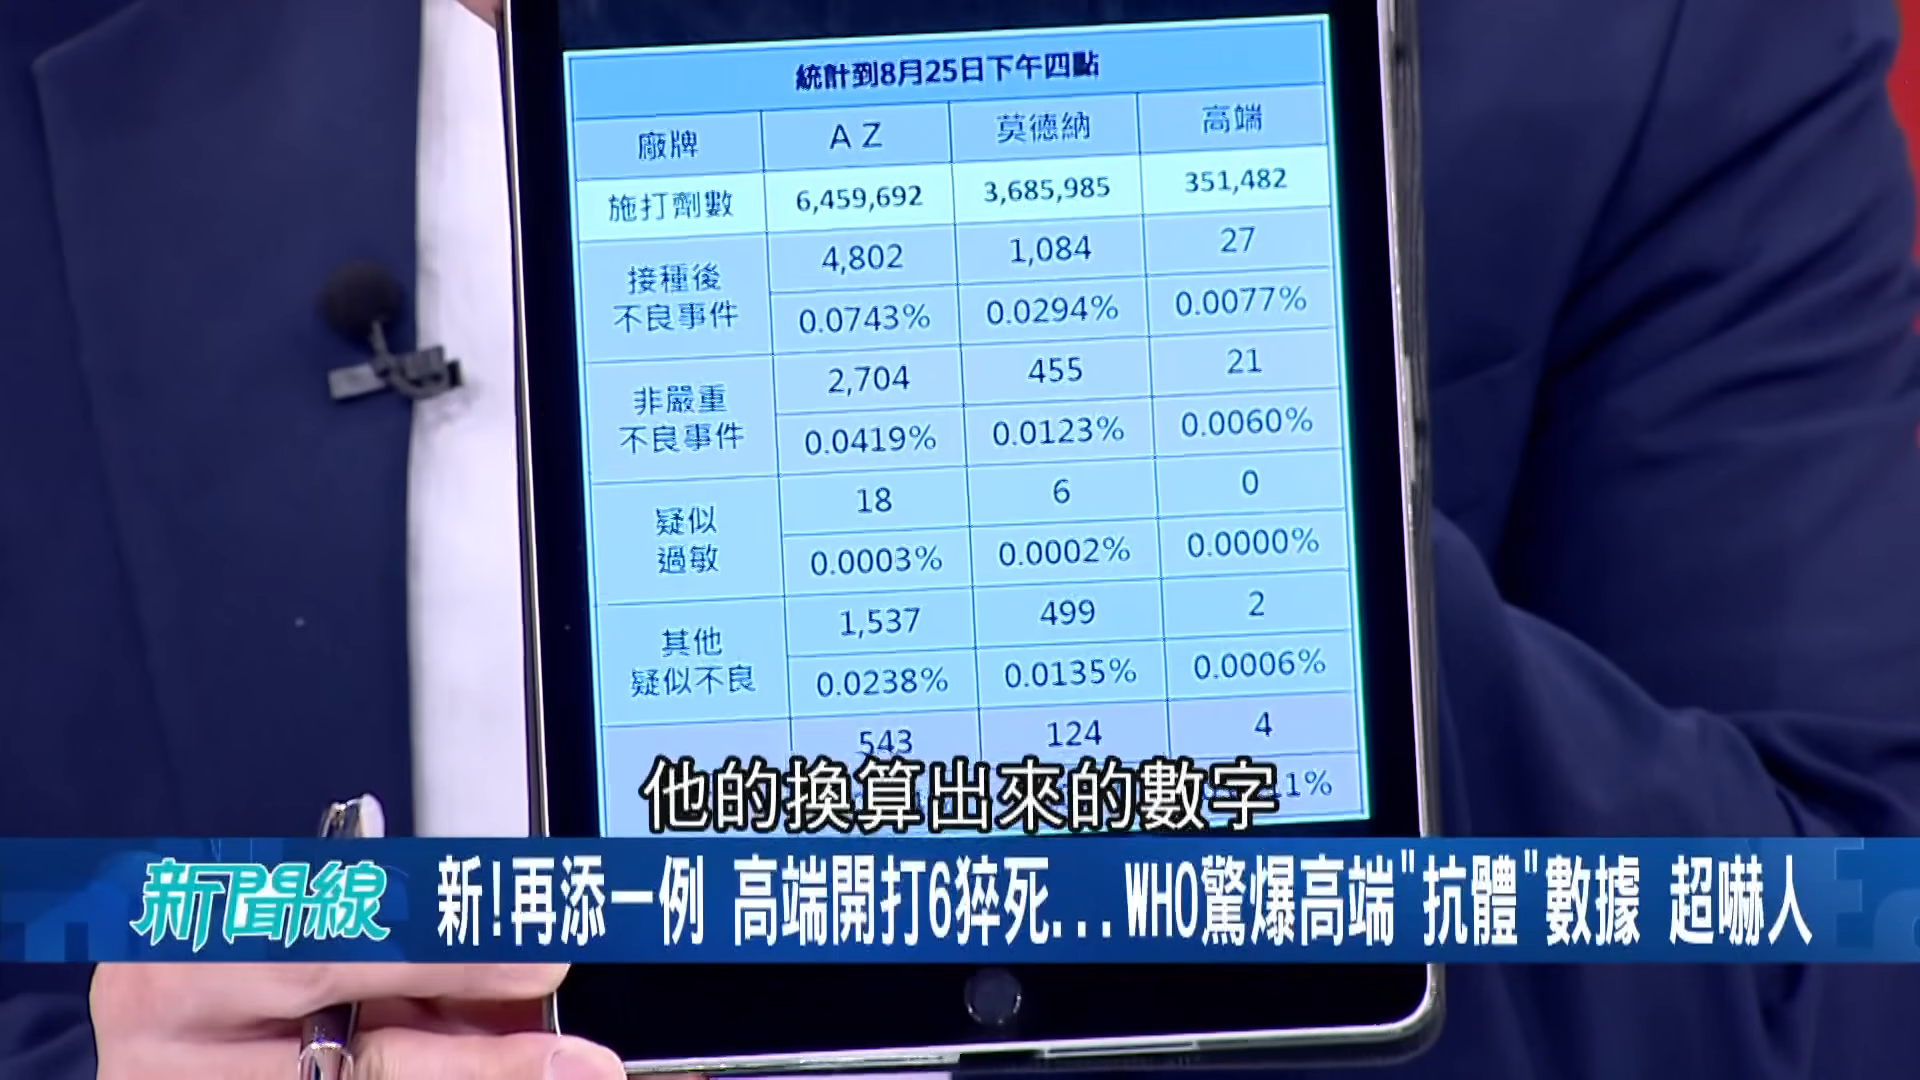 統計到8月25日下午四點
廠牌 AZ 莫德納 高端
施打劑數 6,459,692 3,685,985 351,482
接種後
不良事件
4,802 1,084 27
0.0743% 0.0294% 0.0077%
非嚴重
不良事件
2,704 455 21
0.0419% 0.0123% 0.0060%
疑似
過敏
18 6 0
0.0003% 0.0002% 0.0000%
其他
疑似不良
1,537 499 2
0.0238% 0.0135% 0.0006%
543 124 4
11%
他的換算出來的數字
新聞線
新!再添一例 高端開打6猝死...WHO驚爆高端"抗體"數據 超嚇人